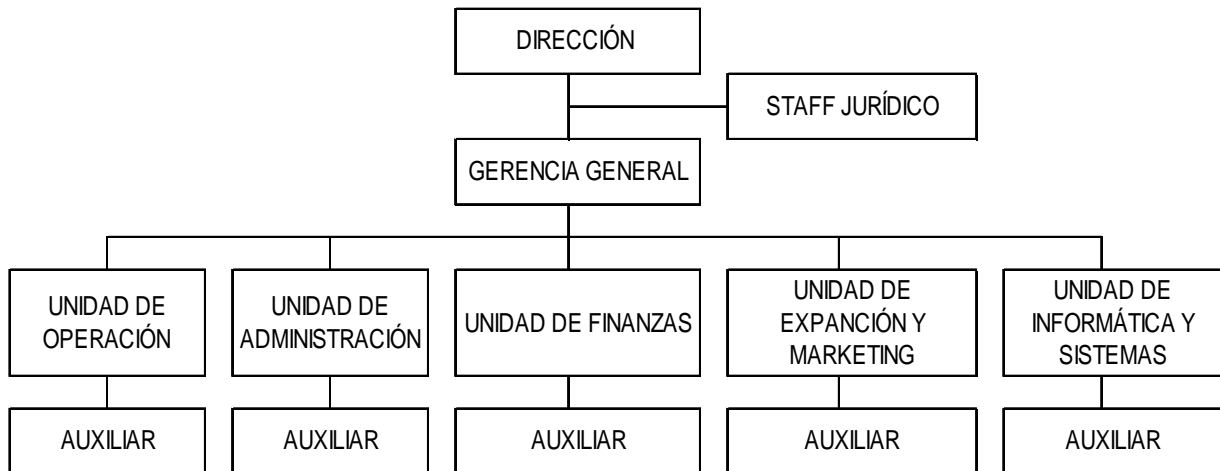 DIRECCIÓN
STAFF JURÍDICO
GERENCIA GENERAL
UNIDAD DE
OPERACIÓN
UNIDAD DE
ADMINISTRACIÓN
UNIDAD DE FINANZAS
UNIDAD DE
EXPANCIÓN Y
MARKETING
UNIDAD DE
INFORMÁTICA Y
SISTEMAS
AUXILIAR
AUXILIAR
AUXILIAR
AUXILIAR
AUXILIAR